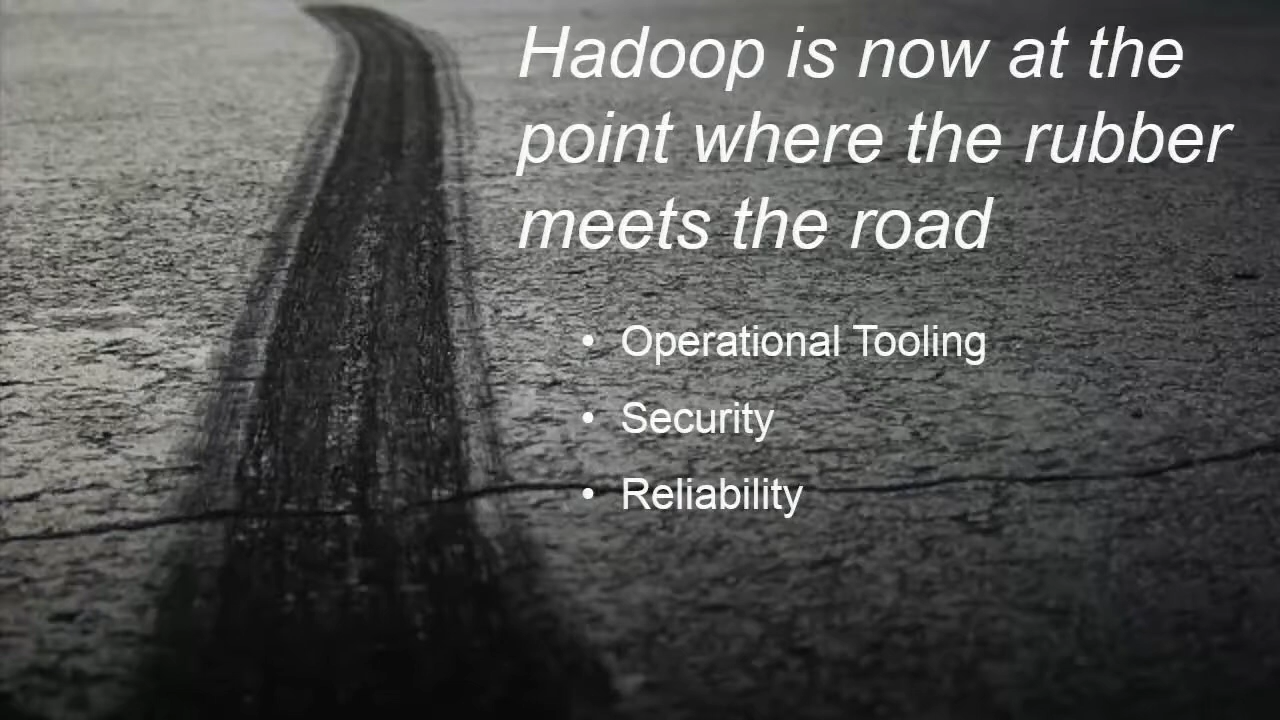 Hadoop is now at the
point where the rubber
meets the road
• Operational Tooling
• Security
• Reliability